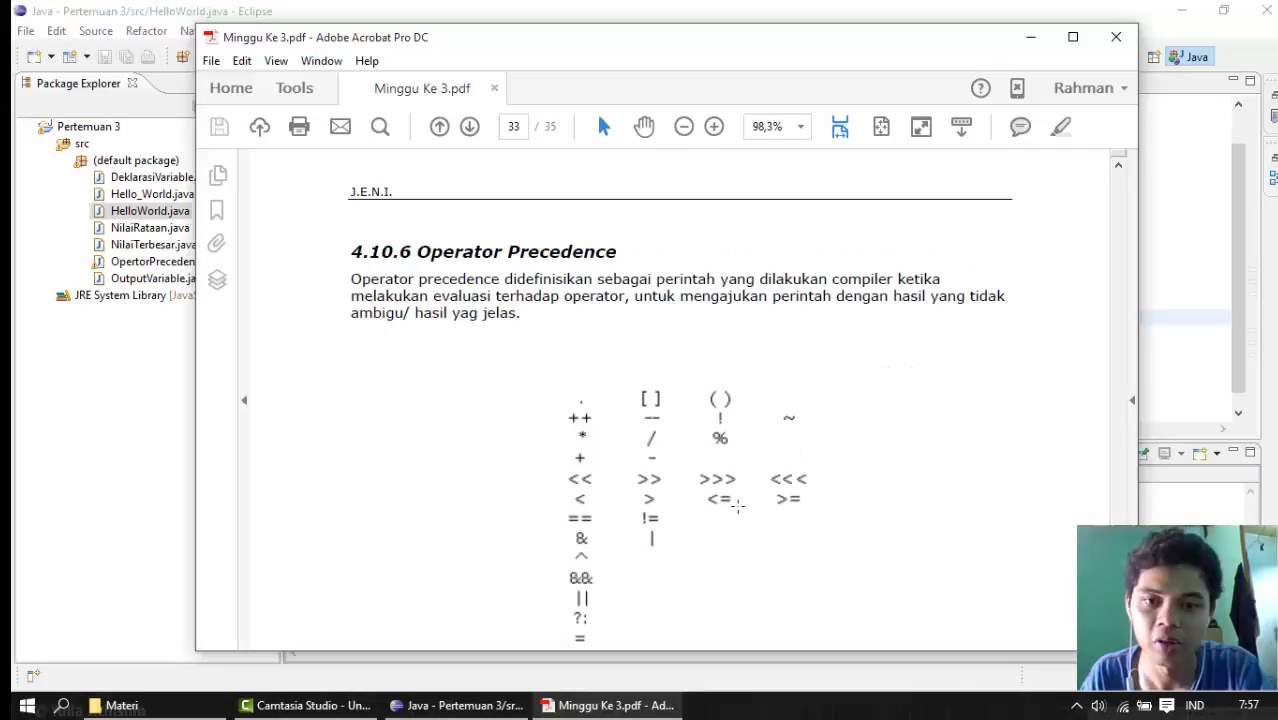 Java - Pertemuan 3/src/HelloWorld.java - Eclipse
File Edit Source Refactor Na
Package Explorer
Java
Pertemuan 3
src
(default package)
DeklarasiVariable.
Hello_World.java
HelloWorld.java
NilaiRataan.java
NilaiTerbesar.java
OpertorPreceden
OutputVariable.ja
JRE System Library [JavaS
Minggu Ke 3.pdf - Adobe Acrobat Pro DC
File Edit View Window Help
Home Tools Minggu Ke 3.pdf × Rahman
33 / 35 98,3%
J.E.N.I.
4.10.6 Operator Precedence
Operator precedence didefinisikan sebagai perintah yang dilakukan compiler ketika
melakukan evaluasi terhadap operator, untuk mengajukan perintah dengan hasil yang tidak
ambigu/ hasil yag jelas.
. [ ] ( )
++ -- ! ~
* / %
+ -
<< >> >>> <<<
< > <= >=
== !=
& |
^
&&
||
?:
=
Materi Camtasia Studio - Un... Java - Pertemuan 3/sr... Minggu Ke 3.pdf - Ad... IND 7:57